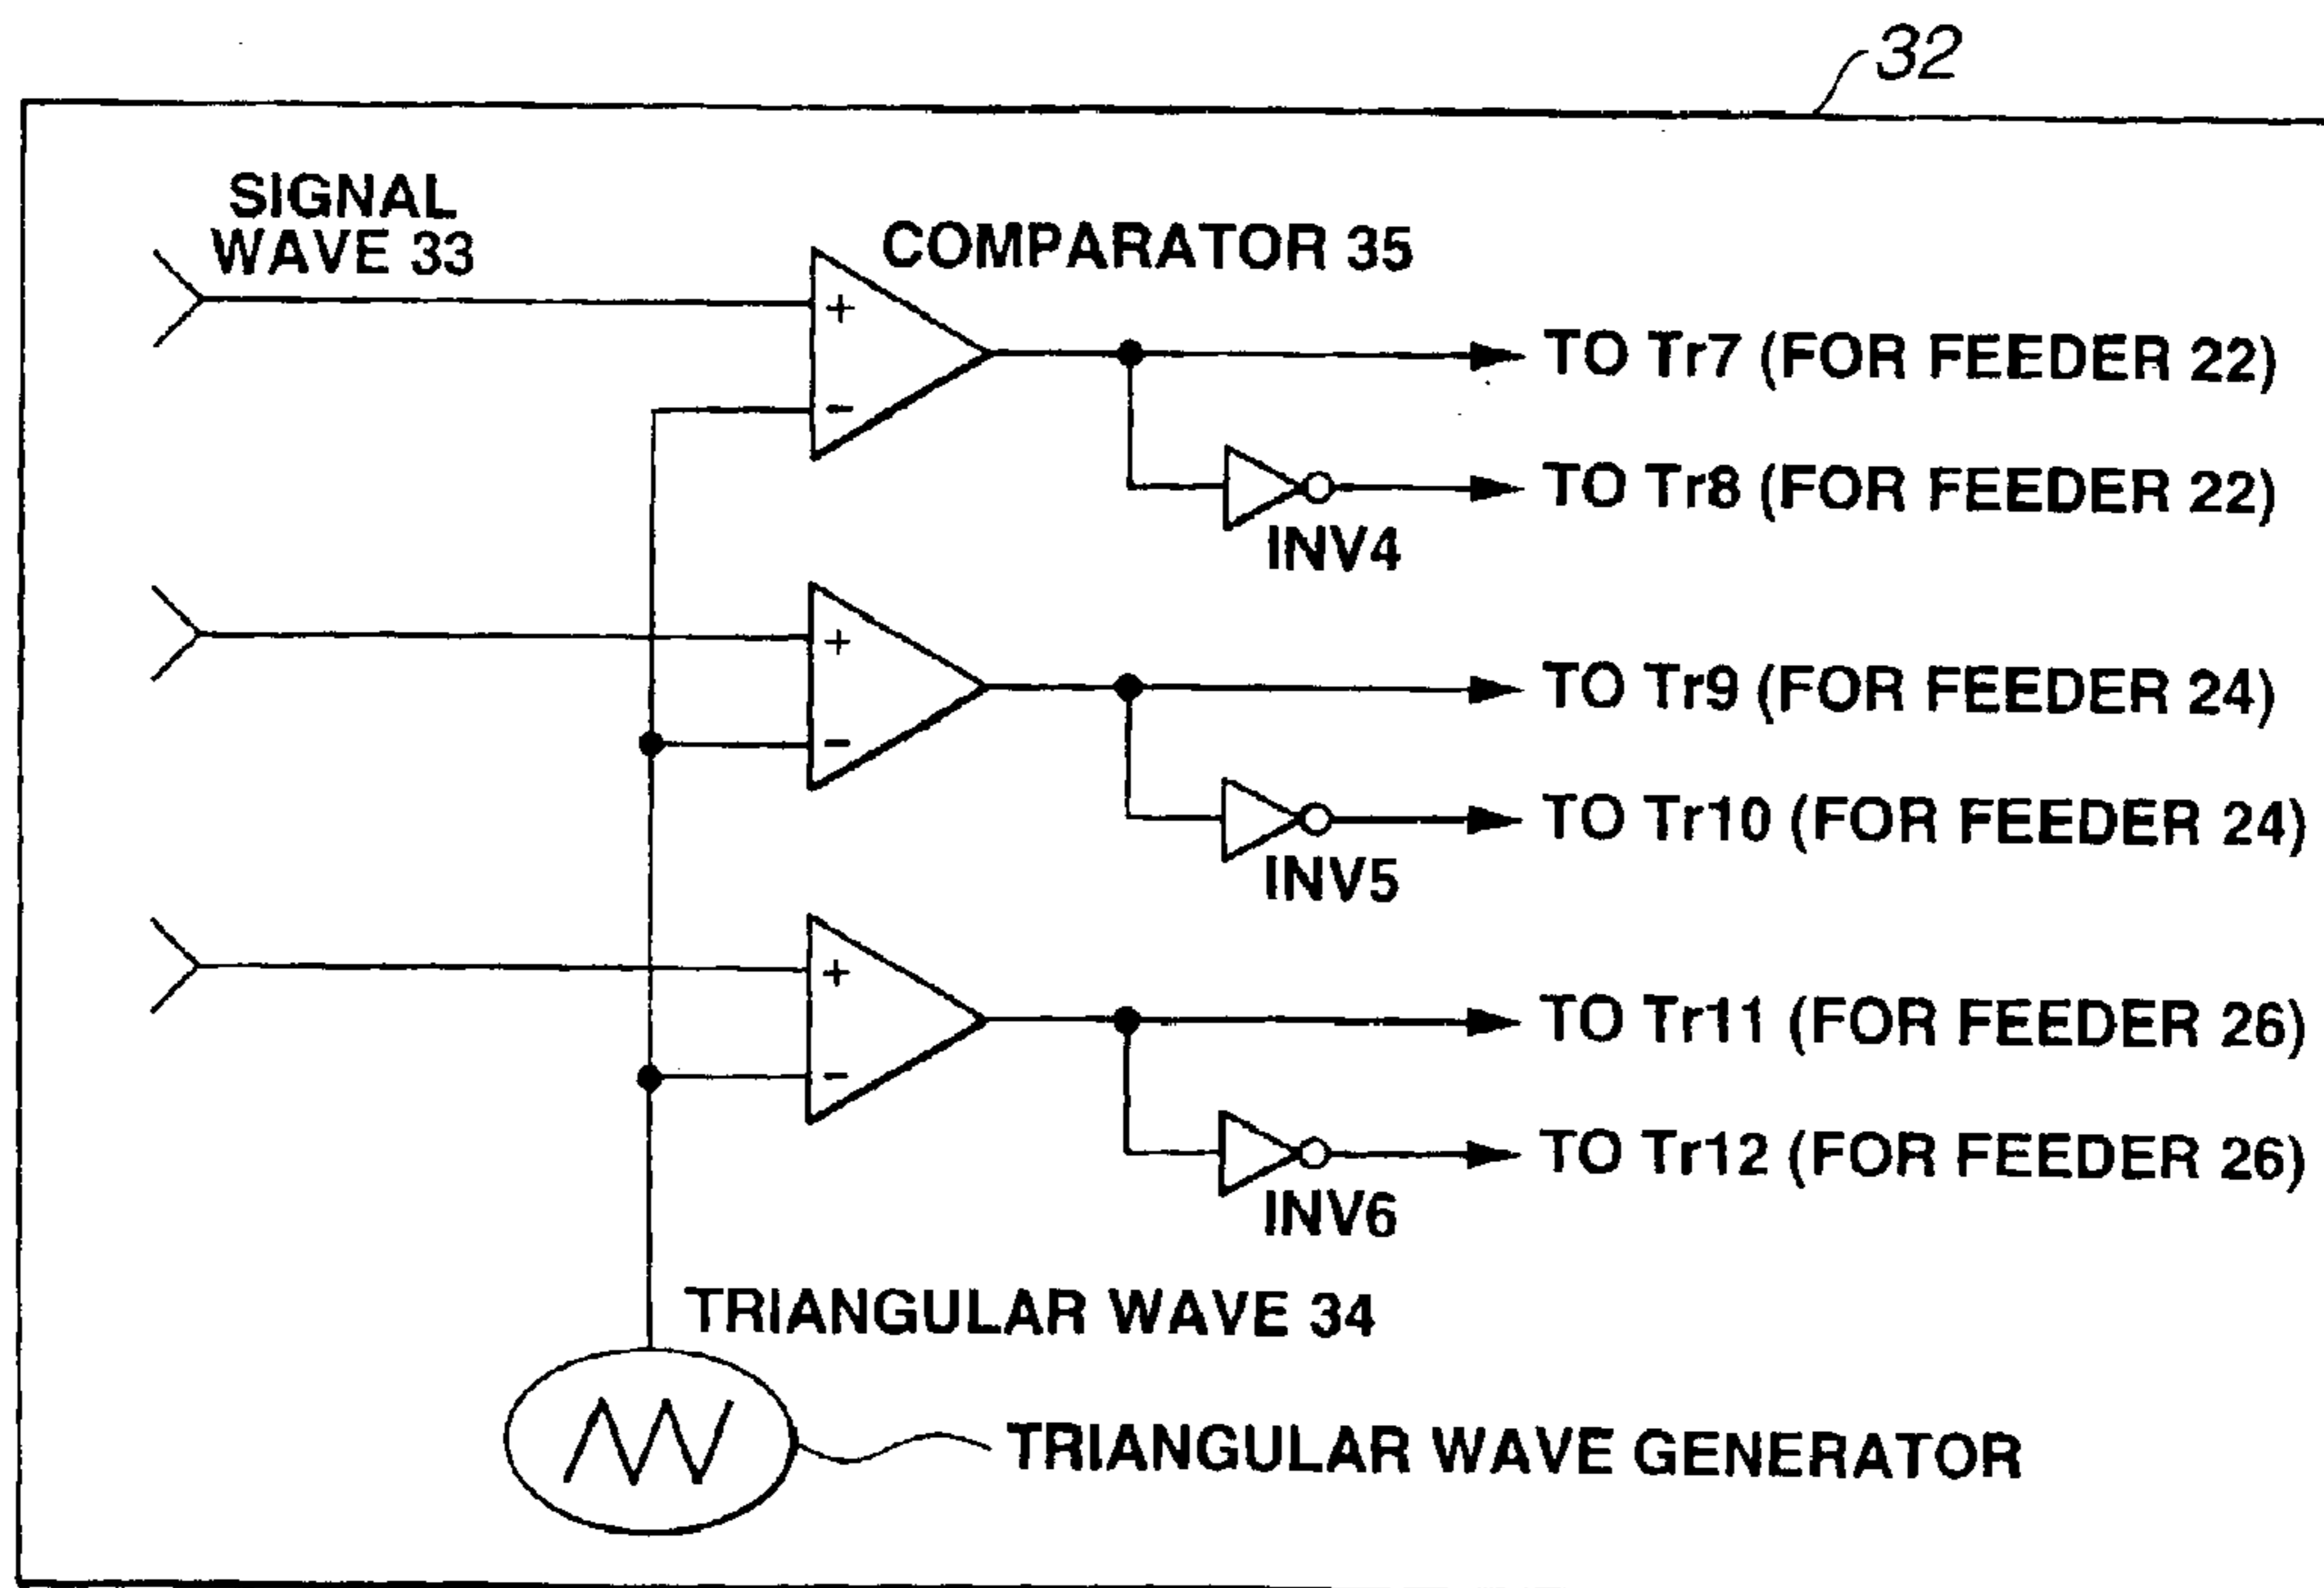 32
SIGNAL
WAVE 33
COMPARATOR 35
+
-
TO Tr7 (FOR FEEDER 22)
TO Tr8 (FOR FEEDER 22)
INV4
+
-
TO Tr9 (FOR FEEDER 24)
TO Tr10 (FOR FEEDER 24)
INV5
+
-
TO Tr11 (FOR FEEDER 26)
TO Tr12 (FOR FEEDER 26)
INV6
TRIANGULAR WAVE 34
TRIANGULAR WAVE GENERATOR